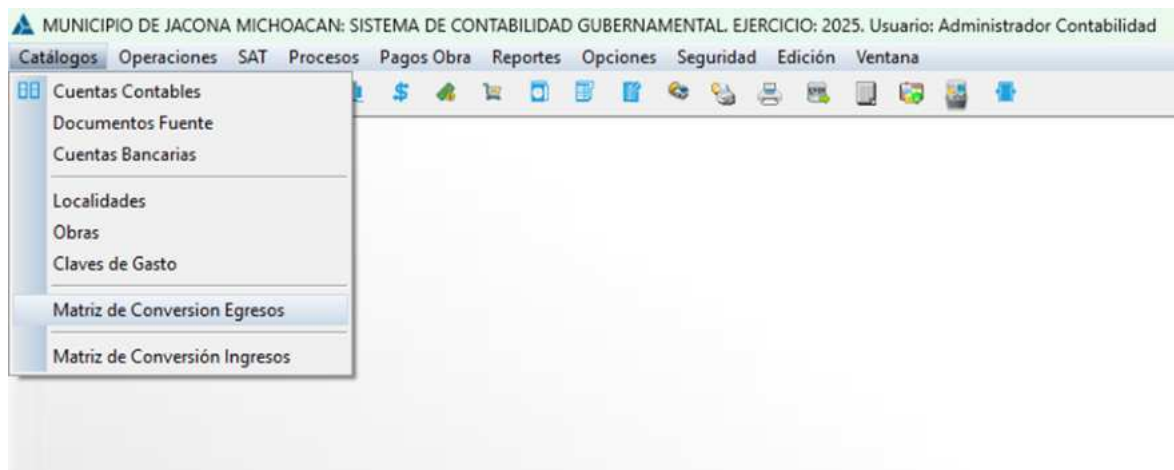 MUNICIPIO DE JACONA MICHOACAN: SISTEMA DE CONTABILIDAD GUBERNAMENTAL. EJERCICIO: 2025. Usuario: Administrador Contabilidad
Catálogos Operaciones SAT Procesos Pagos Obra Reportes Opciones Seguridad Edición Ventana
Cuentas Contables
Documentos Fuente
Cuentas Bancarias
Localidades
Obras
Claves de Gasto
Matriz de Conversion Egresos
Matriz de Conversión Ingresos